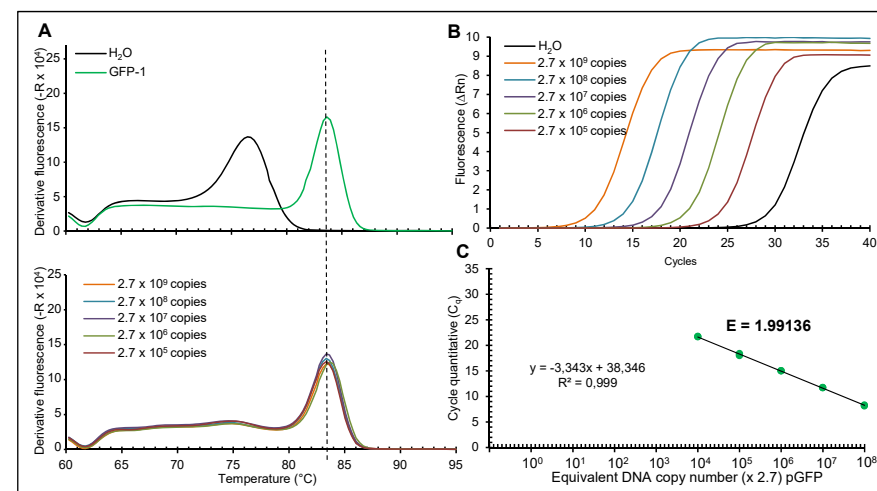 A
Derivative fluorescence (-R x 10⁴)
25
20
15
10
5
0
H₂O
GFP-1
Derivative fluorescence (-R x 10⁴)
25
20
15
10
5
0
2.7 x 10⁹ copies
2.7 x 10⁸ copies
2.7 x 10⁷ copies
2.7 x 10⁶ copies
2.7 x 10⁵ copies
60 65 70 75 80 85 90 95
Temperature (°C)
B
Fluorescence (ΔRn)
10
9
8
7
6
5
4
3
2
1
0
H₂O
2.7 x 10⁹ copies
2.7 x 10⁸ copies
2.7 x 10⁷ copies
2.7 x 10⁶ copies
2.7 x 10⁵ copies
0 5 10 15 20 25 30 35 40
Cycles
C
Cycle quantitative (Cq)
35
30
25
20
15
10
5
0
E = 1.99136
y = -3,343x + 38,346
R² = 0,999
10⁰ 10¹ 10² 10³ 10⁴ 10⁵ 10⁶ 10⁷ 10⁸
Equivalent DNA copy number (x 2.7) pGFP